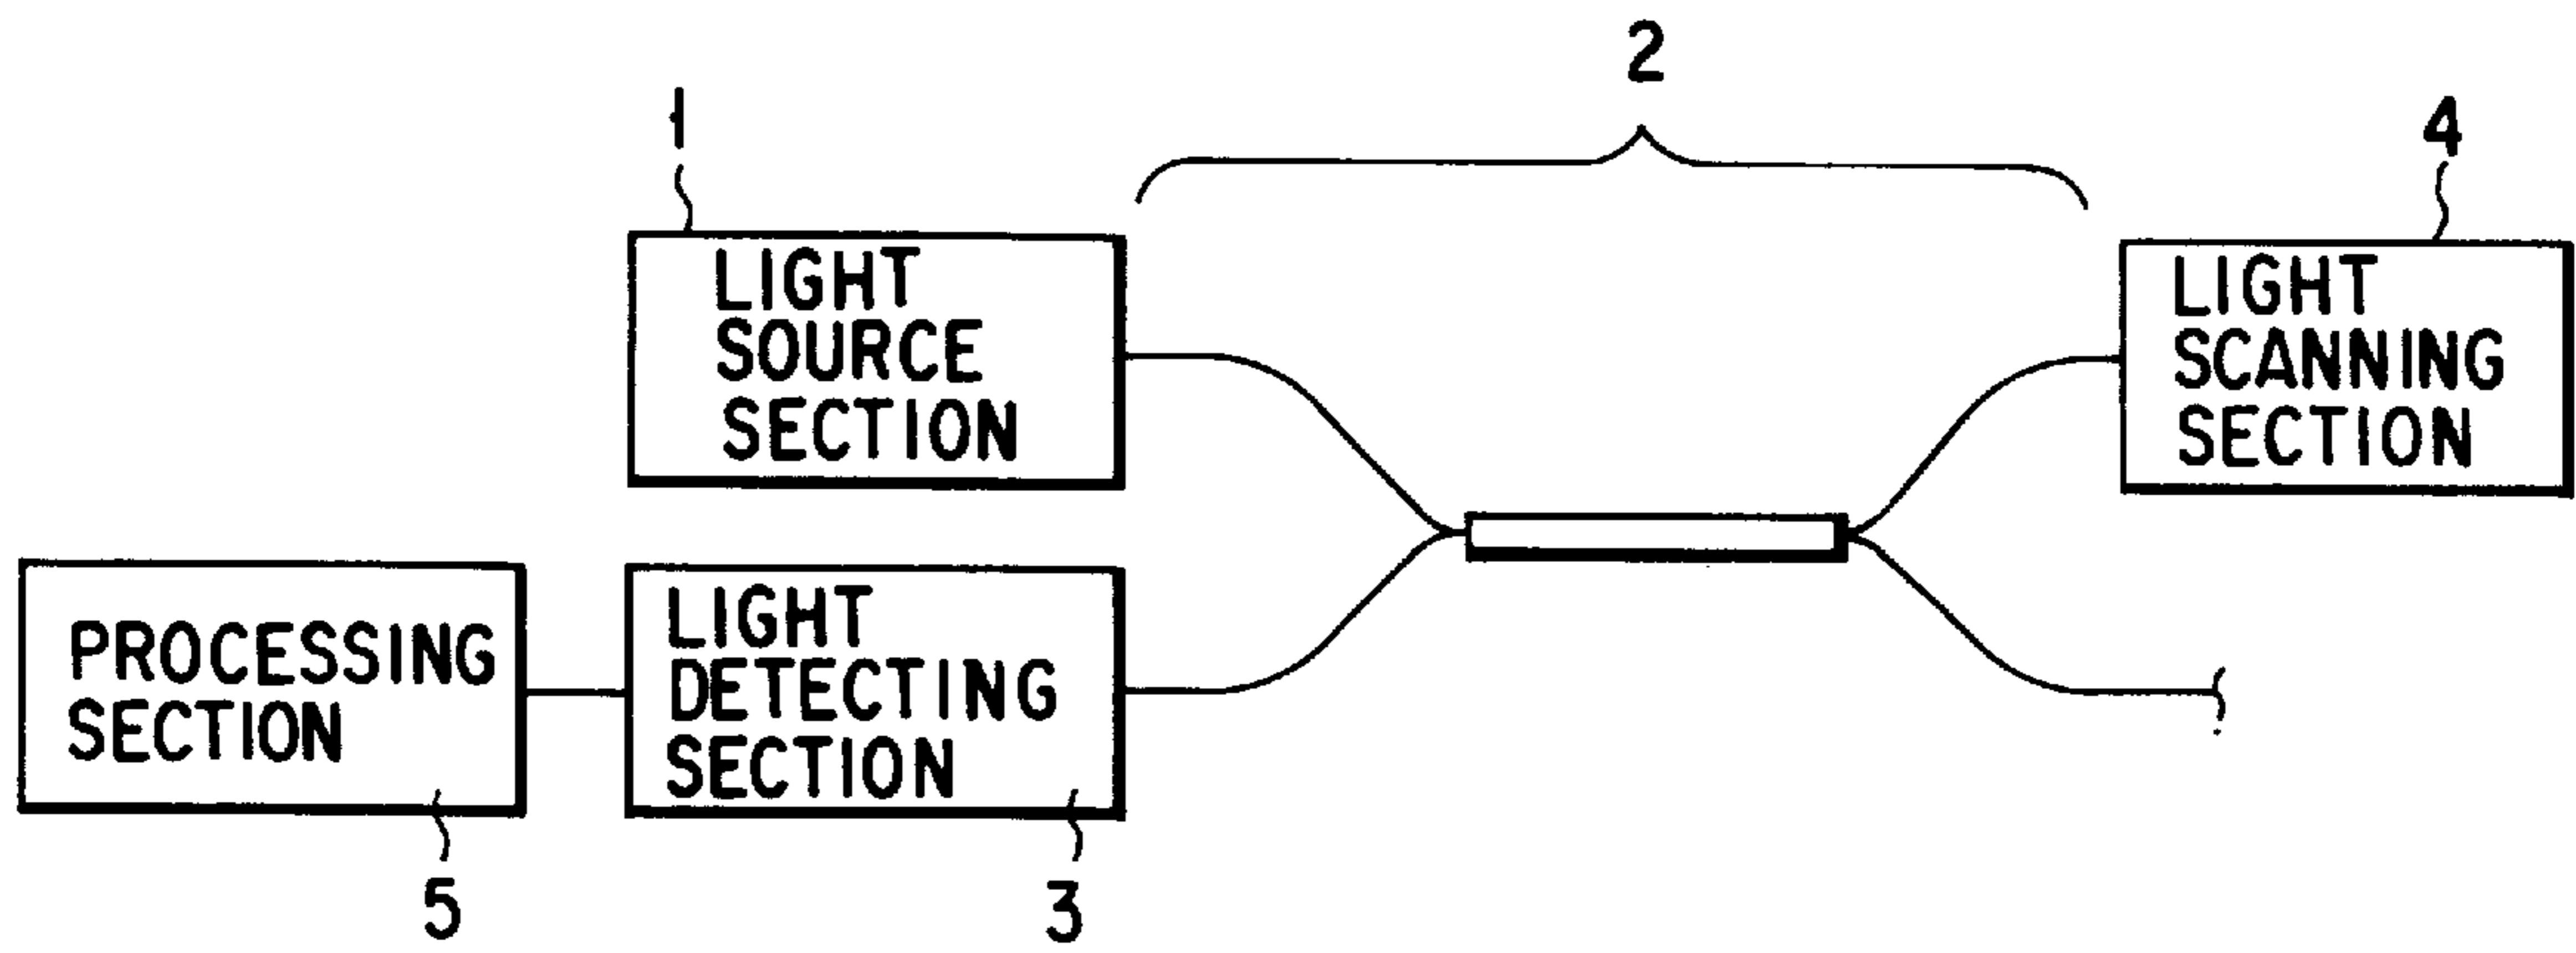 2
1
4
LIGHT
SOURCE
SECTION
LIGHT
SCANNING
SECTION
PROCESSING
SECTION
LIGHT
DETECTING
SECTION
5
3